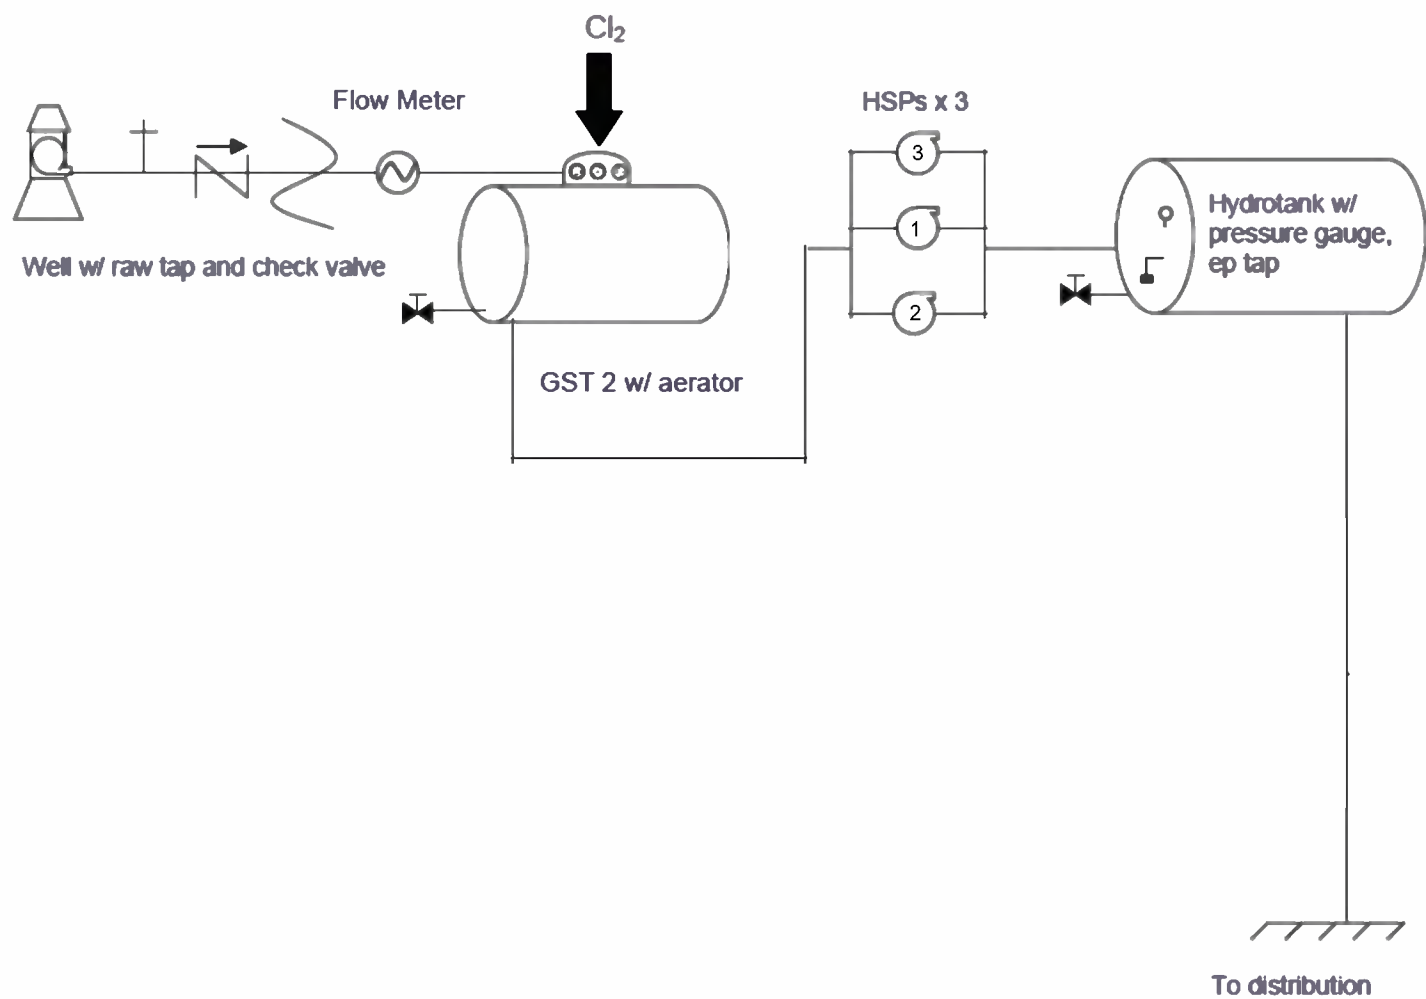 Cl₂
Flow Meter
HSPs x 3
3
1
2
Hydrotank w/
pressure gauge,
ep tap
Well w/ raw tap and check valve
GST 2 w/ aerator
To distribution